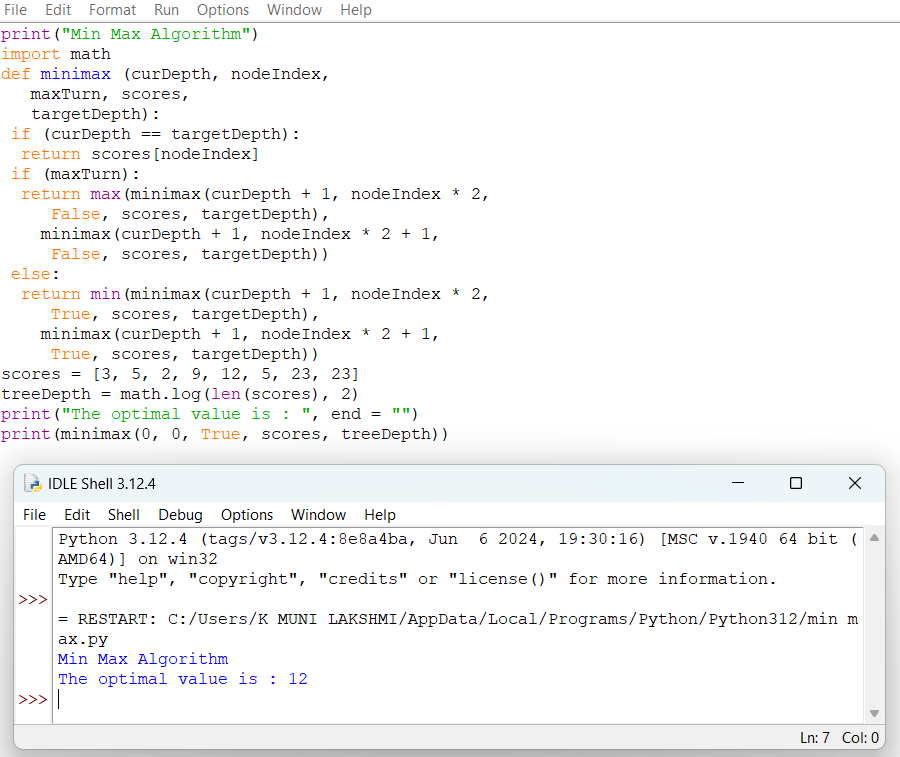 File Edit Format Run Options Window Help
print("Min Max Algorithm")
import math
def minimax (curDepth, nodeIndex,
   maxTurn, scores,
   targetDepth):
 if (curDepth == targetDepth):
  return scores[nodeIndex]
 if (maxTurn):
  return max(minimax(curDepth + 1, nodeIndex * 2,
     False, scores, targetDepth),
    minimax(curDepth + 1, nodeIndex * 2 + 1,
     False, scores, targetDepth))
 else:
  return min(minimax(curDepth + 1, nodeIndex * 2,
     True, scores, targetDepth),
    minimax(curDepth + 1, nodeIndex * 2 + 1,
     True, scores, targetDepth))
scores = [3, 5, 2, 9, 12, 5, 23, 23]
treeDepth = math.log(len(scores), 2)
print("The optimal value is : ", end = "")
print(minimax(0, 0, True, scores, treeDepth))
IDLE Shell 3.12.4
File Edit Shell Debug Options Window Help
Python 3.12.4 (tags/v3.12.4:8e8a4ba, Jun  6 2024, 19:30:16) [MSC v.1940 64 bit (
AMD64)] on win32
Type "help", "copyright", "credits" or "license()" for more information.
>>>
= RESTART: C:/Users/K MUNI LAKSHMI/AppData/Local/Programs/Python/Python312/min m
ax.py
Min Max Algorithm
The optimal value is : 12
>>>
Ln: 7 Col: 0